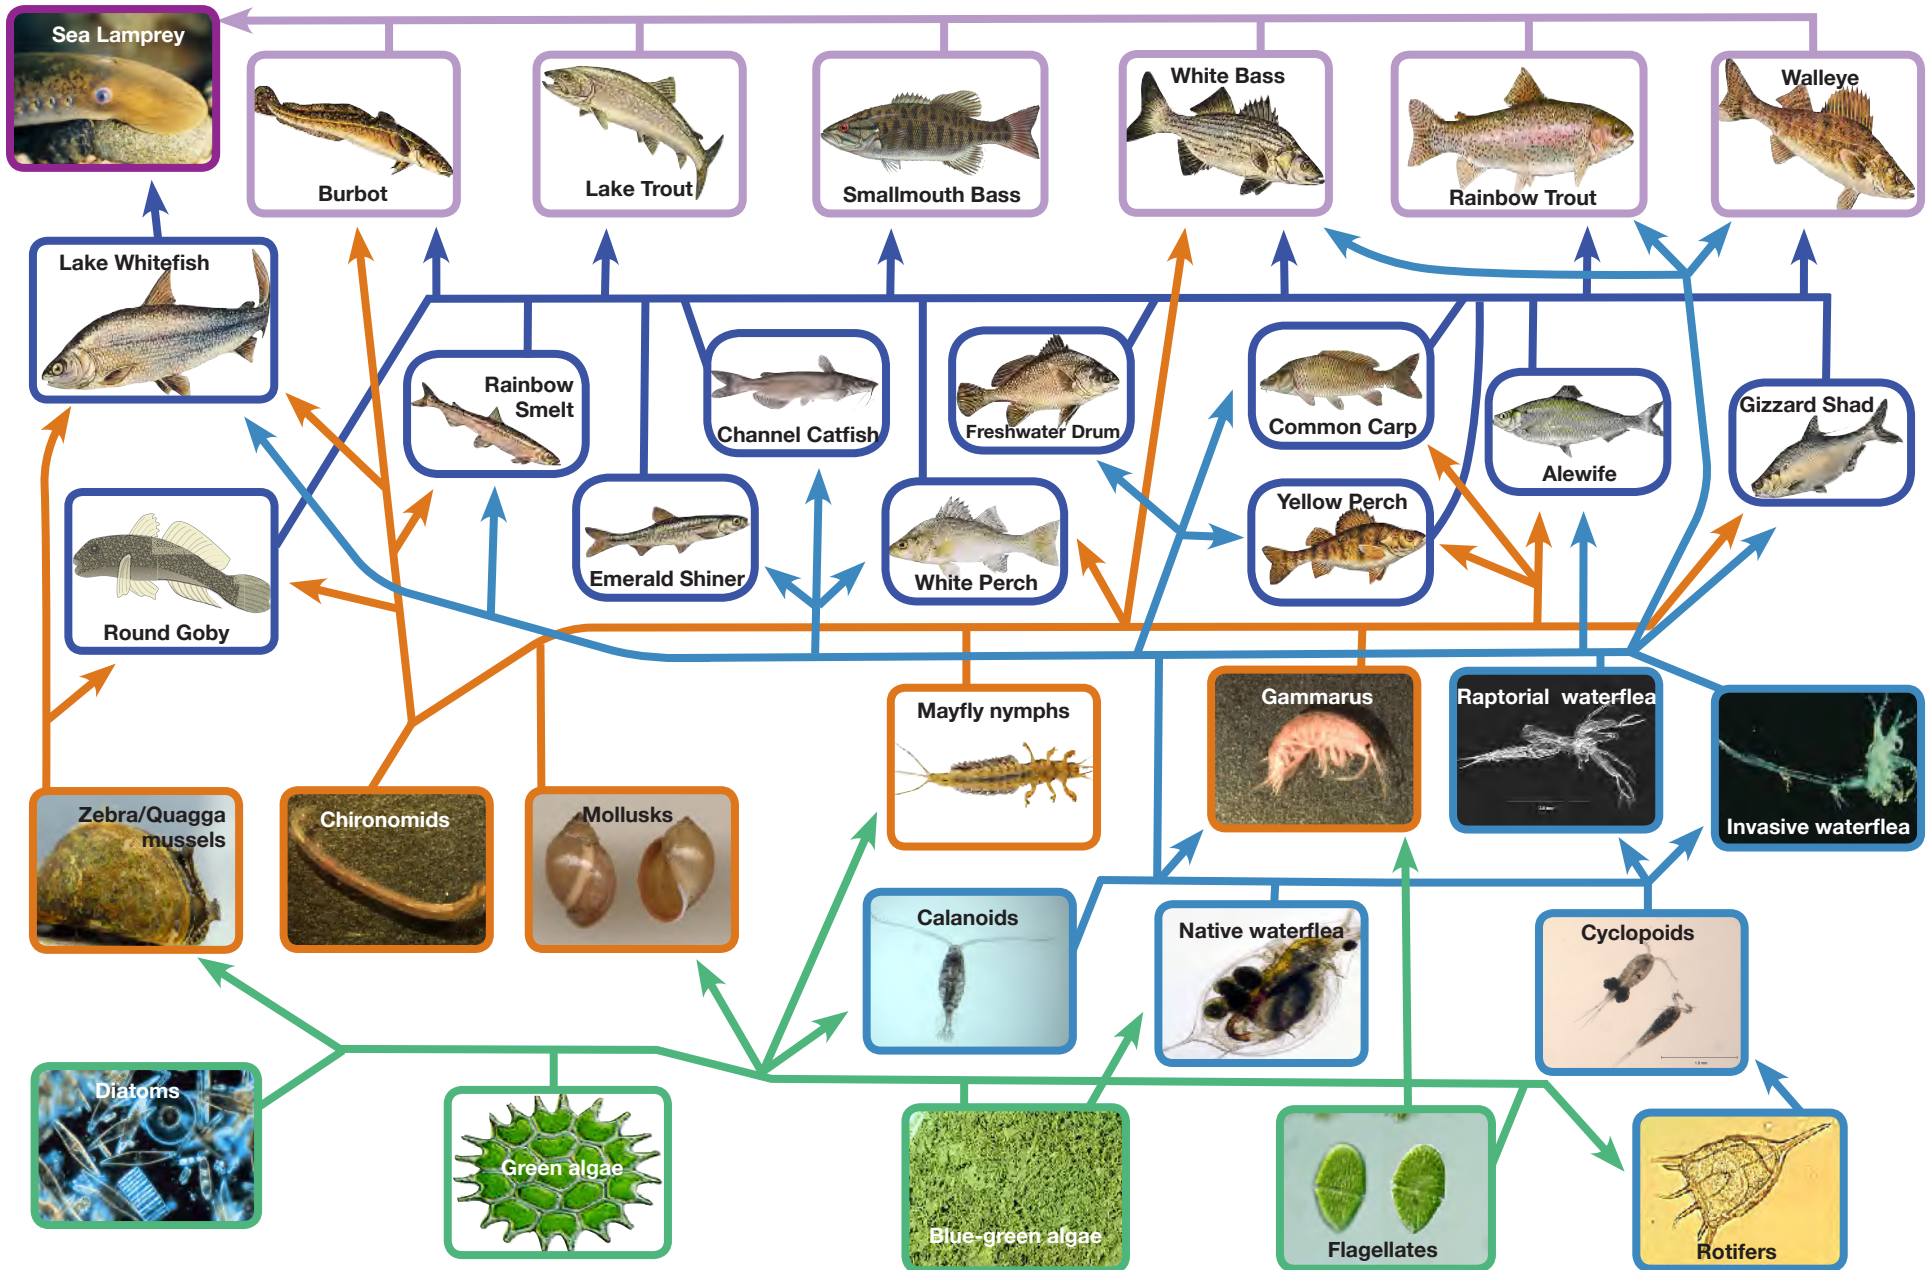 Sea Lamprey
Burbot
Lake Trout
Smallmouth Bass
White Bass
Rainbow Trout
Walleye
Lake Whitefish
Rainbow
Smelt
Channel Catfish
Freshwater Drum
Common Carp
Alewife
Gizzard Shad
Round Goby
Emerald Shiner
White Perch
Yellow Perch
Mayfly nymphs
Gammarus
Raptorial waterflea
Invasive waterflea
Zebra/Quagga
mussels
Chironomids
Mollusks
Calanoids
Native waterflea
Cyclopoids
Diatoms
Green algae
Blue-green algae
Flagellates
Rotifers